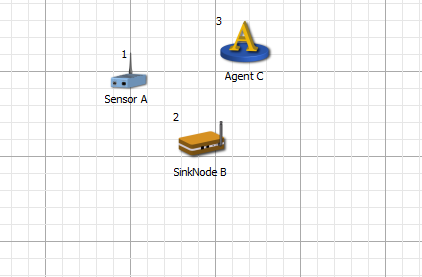 3
A
Agent C
1
Sensor A
2
SinkNode B